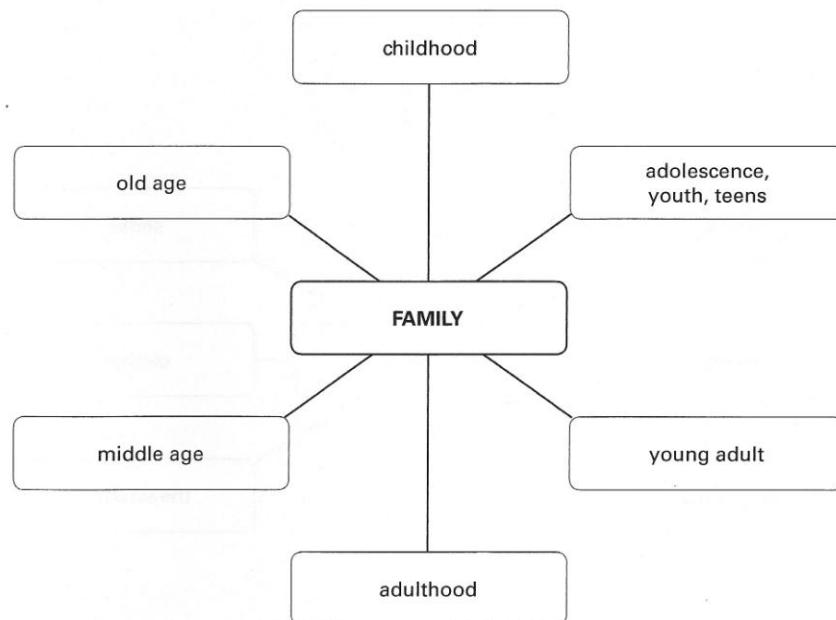 childhood
old age
adolescence,
youth, teens
FAMILY
middle age
young adult
adulthood